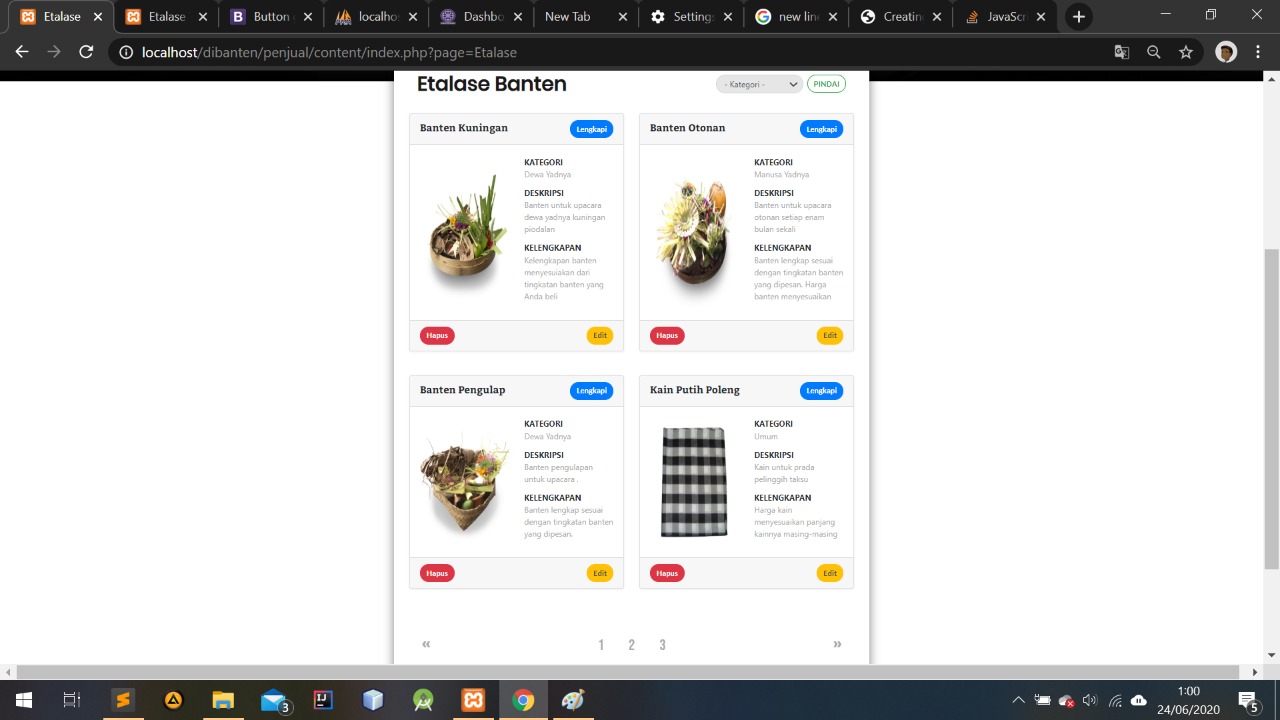 Etalase
Etalase
Button
localho
Dashbo
New Tab
Settings
new line
Creatin
JavaScr
localhost/dibanten/penjual/content/index.php?page=Etalase
Etalase Banten
- Kategori -
PINDAI
Banten Kuningan
Lengkapi
KATEGORI
Dewa Yadnya
DESKRIPSI
Banten untuk upacara
dewa yadnya kuningan
piodalan
KELENGKAPAN
Kelengkapan banten
menyesuiakan dari
tingkatan banten yang
Anda beli
Hapus
Edit
Banten Otonan
Lengkapi
KATEGORI
Manusa Yadnya
DESKRIPSI
Banten untuk upacara
otonan setiap enam
bulan sekali
KELENGKAPAN
Banten lengkap sesuai
dengan tingkatan banten
yang dipesan. Harga
banten menyesuaikan
Hapus
Edit
Banten Pengulap
Lengkapi
KATEGORI
Dewa Yadnya
DESKRIPSI
Banten pengulapan
untuk upacara .
KELENGKAPAN
Banten lengkap sesuai
dengan tingkatan banten
yang dipesan.
Hapus
Edit
Kain Putih Poleng
Lengkapi
KATEGORI
Umum
DESKRIPSI
Kain untuk prada
pelinggih taksu
KELENGKAPAN
Harga kain
menyesuaikan panjang
kainnya masing-masing
Hapus
Edit
« 1 2 3 »
3
1:00
24/06/2020
5